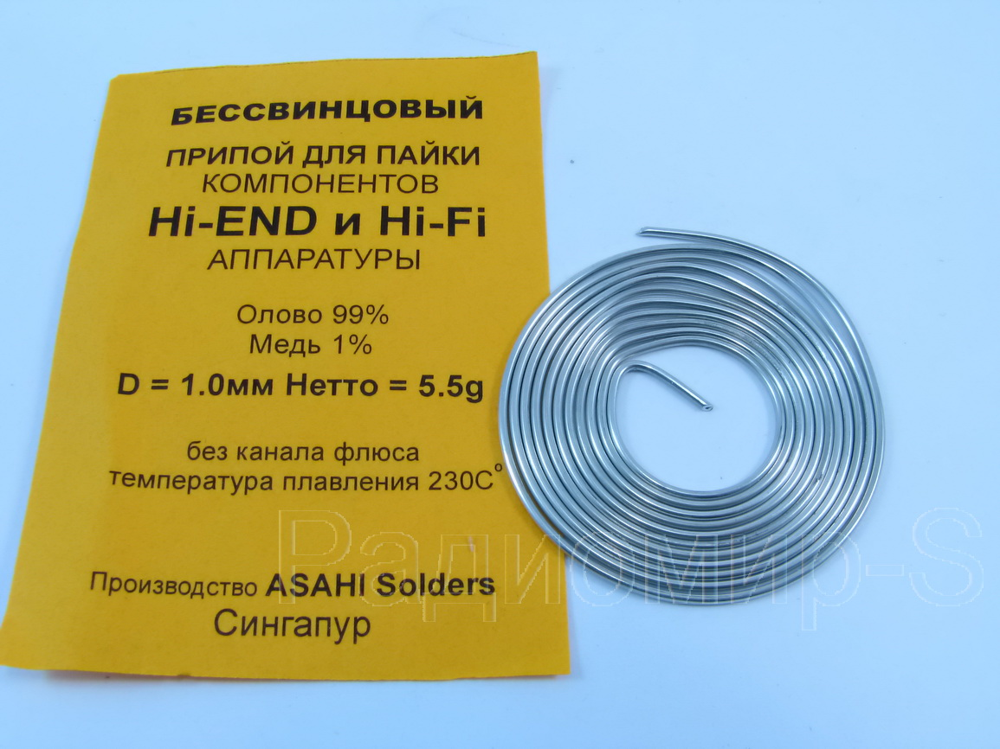 БЕССВИНЦОВЫЙ
ПРИПОЙ ДЛЯ ПАЙКИ
КОМПОНЕНТОВ
Hi-END и Hi-Fi
АППАРАТУРЫ
Олово 99%
Медь 1%
D = 1.0мм Нетто = 5.5g
без канала флюса
температура плавления 230С°
Производство ASAHI Solders
Сингапур
Радиомир-S